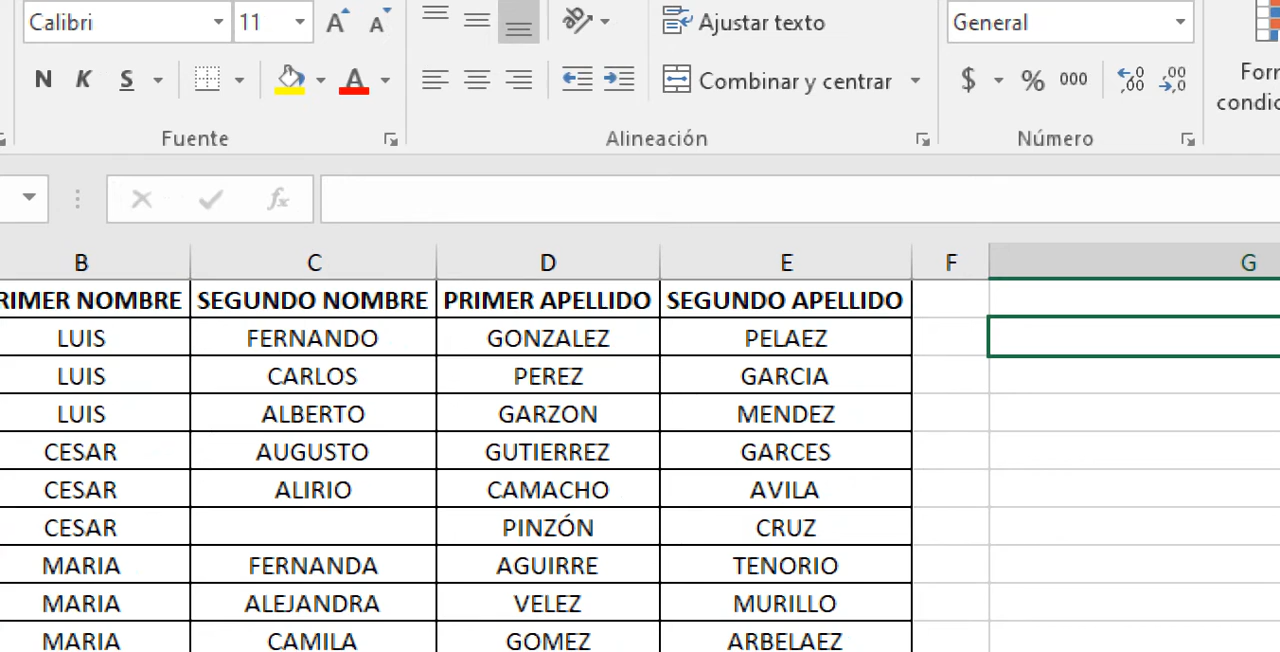 Calibri 11 A A Ajustar texto General
N K S A Combinar y centrar $ % 000 ←0 ,00 ,00 →,0
Fuente Alineación Número
fx
B C D E F G
RIMER NOMBRE SEGUNDO NOMBRE PRIMER APELLIDO SEGUNDO APELLIDO
LUIS FERNANDO GONZALEZ PELAEZ
LUIS CARLOS PEREZ GARCIA
LUIS ALBERTO GARZON MENDEZ
CESAR AUGUSTO GUTIERREZ GARCES
CESAR ALIRIO CAMACHO AVILA
CESAR PINZÓN CRUZ
MARIA FERNANDA AGUIRRE TENORIO
MARIA ALEJANDRA VELEZ MURILLO
MARIA CAMILA GOMEZ ARBELAEZ